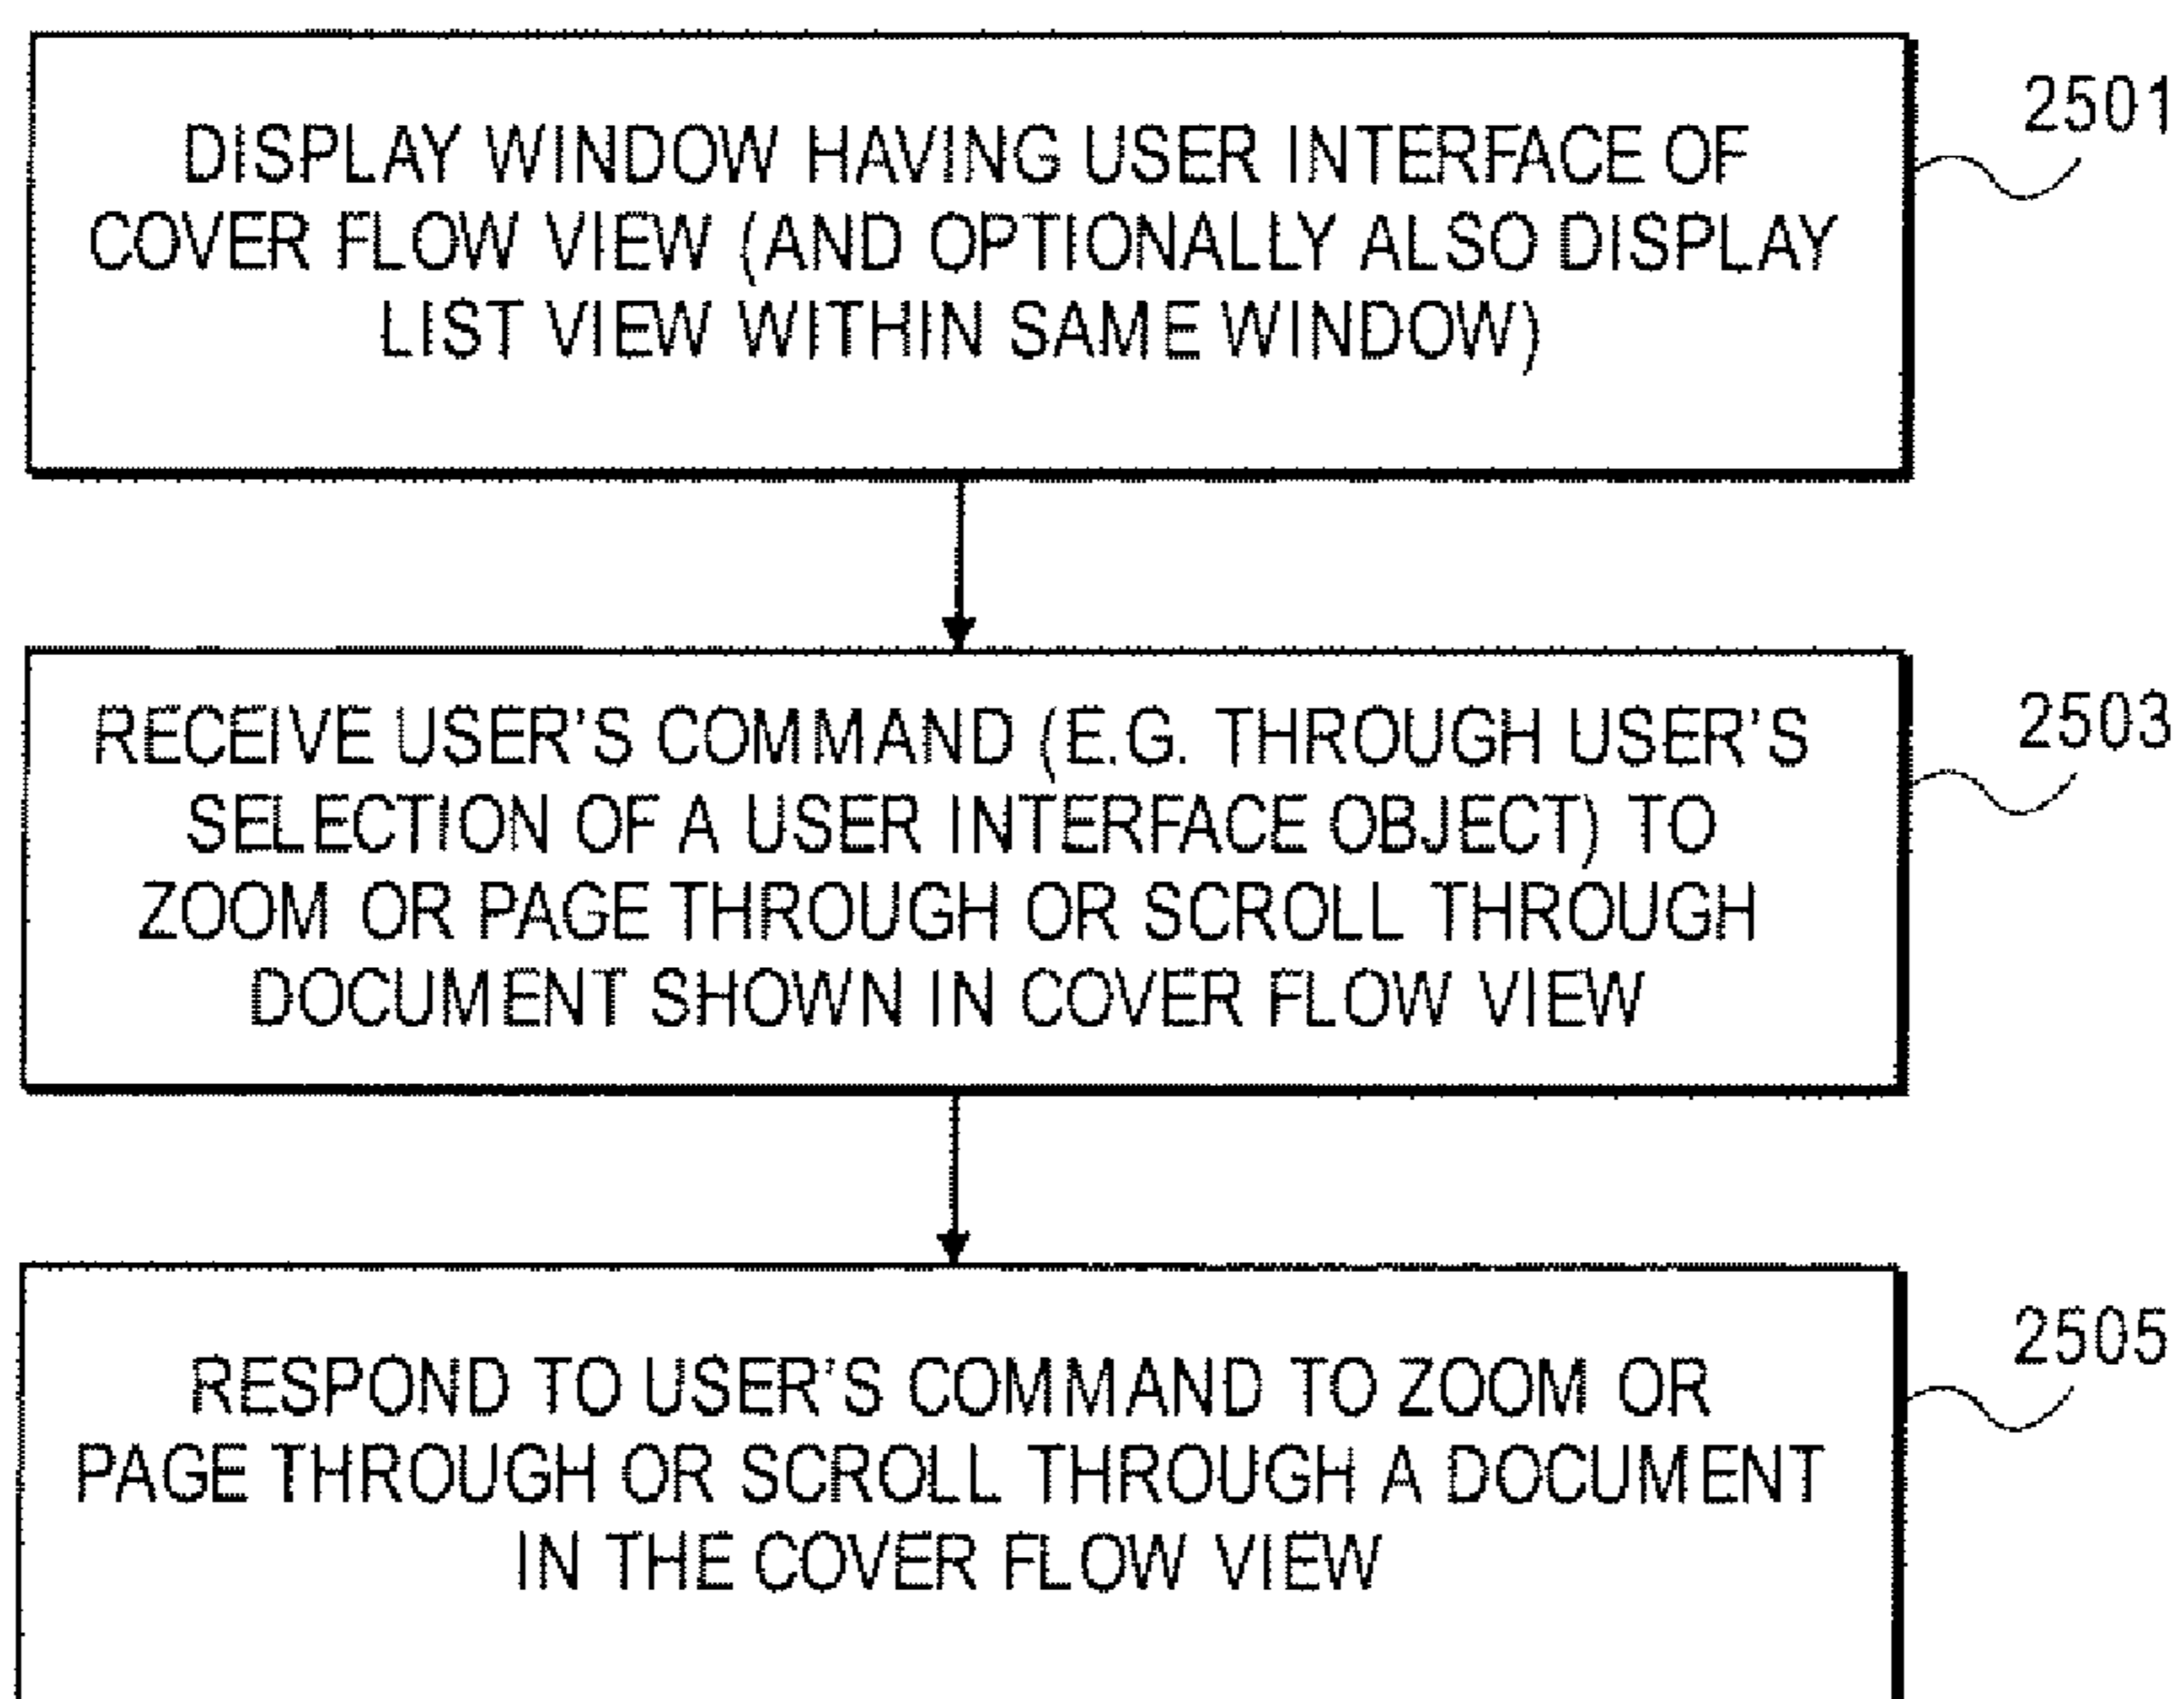 2501
DISPLAY WINDOW HAVING USER INTERFACE OF
COVER FLOW VIEW (AND OPTIONALLY ALSO DISPLAY
LIST VIEW WITHIN SAME WINDOW)
2503
RECEIVE USER'S COMMAND (E.G. THROUGH USER'S
SELECTION OF A USER INTERFACE OBJECT) TO
ZOOM OR PAGE THROUGH OR SCROLL THROUGH
DOCUMENT SHOWN IN COVER FLOW VIEW
2505
RESPOND TO USER'S COMMAND TO ZOOM OR
PAGE THROUGH OR SCROLL THROUGH A DOCUMENT
IN THE COVER FLOW VIEW